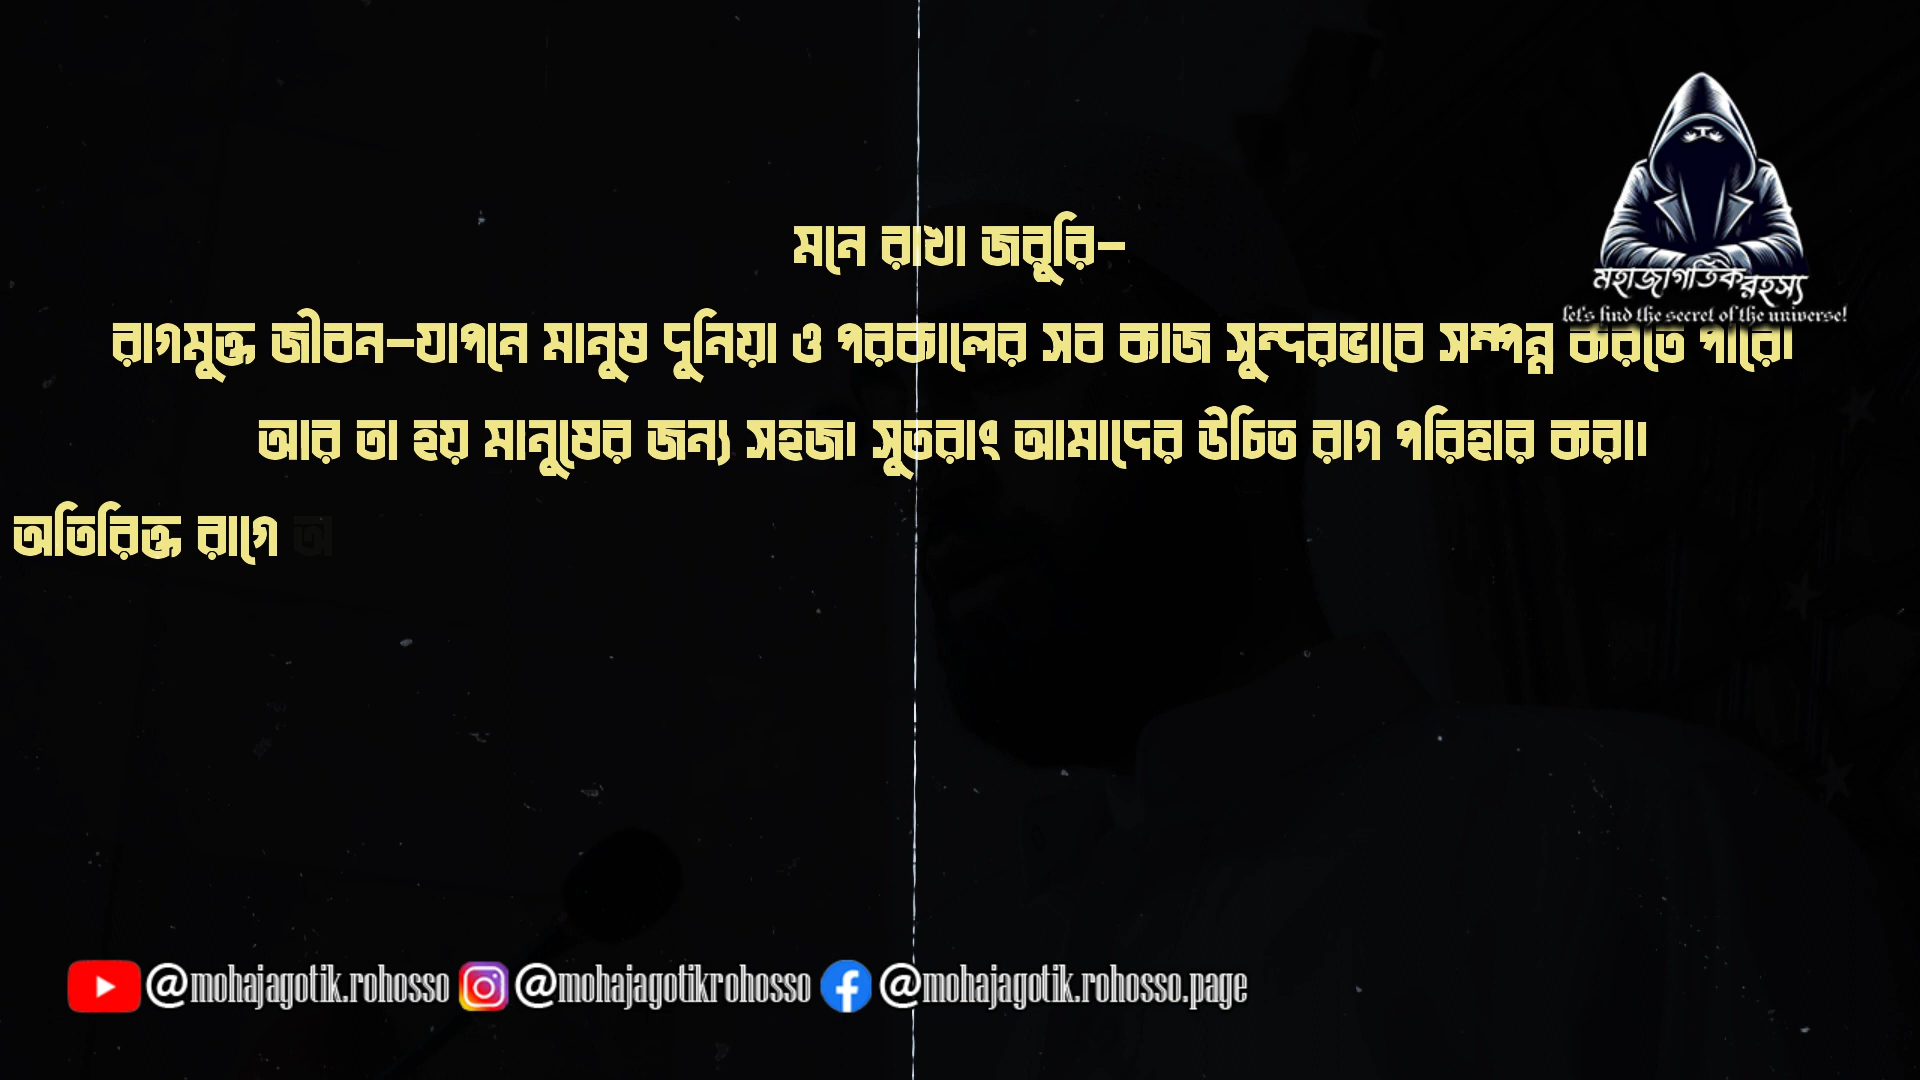 মনে রাখা জরুরি-
রাগমুক্ত জীবন-যাপনে মানুষ দুনিয়া ও পরকালের সব কাজ সুন্দরভাবে সম্পন্ন করতে পারে।
আর তা হয় মানুষের জন্য সহজ। সুতরাং আমাদের উচিত রাগ পরিহার করা।
অতিরিক্ত রাগে অ
মহাজাগতিক রহস্য
let's find the secret of the universe!
@mohajagotik.rohosso @mohajagotikrohosso @mohajagotik.rohosso.page